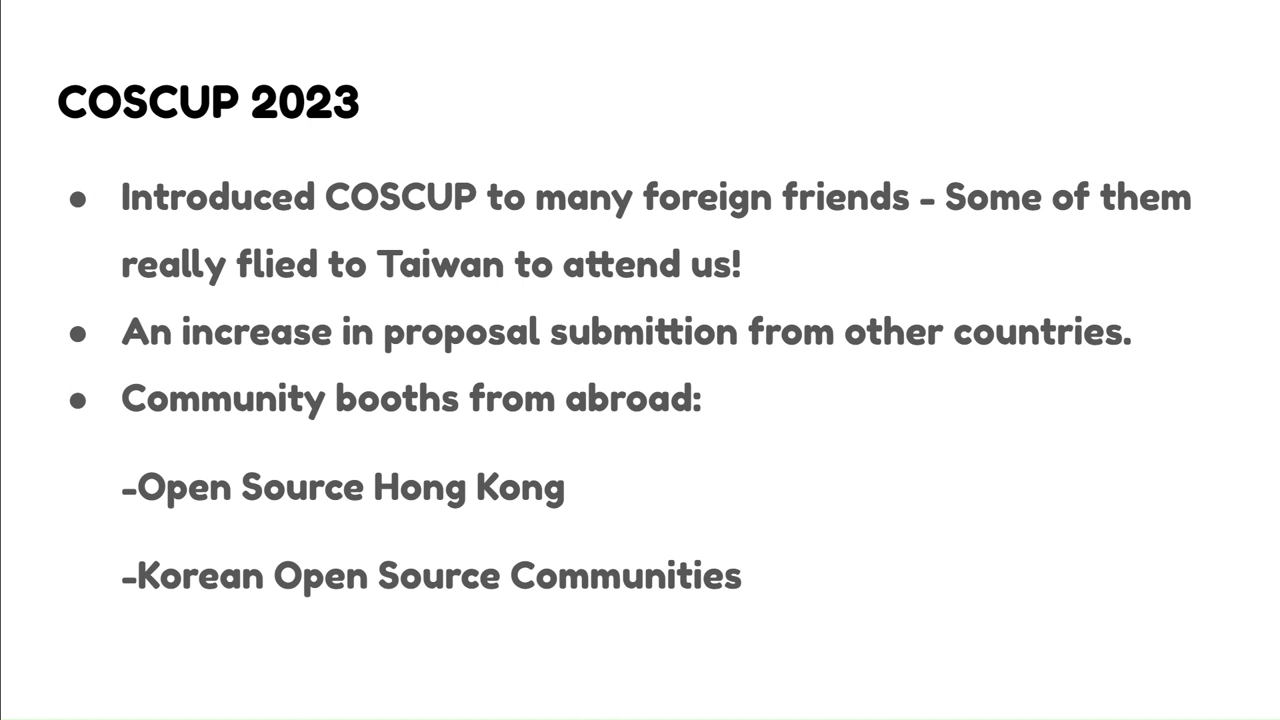 COSCUP 2023
● Introduced COSCUP to many foreign friends - Some of them
really flied to Taiwan to attend us!
● An increase in proposal submittion from other countries.
● Community booths from abroad:
-Open Source Hong Kong
-Korean Open Source Communities